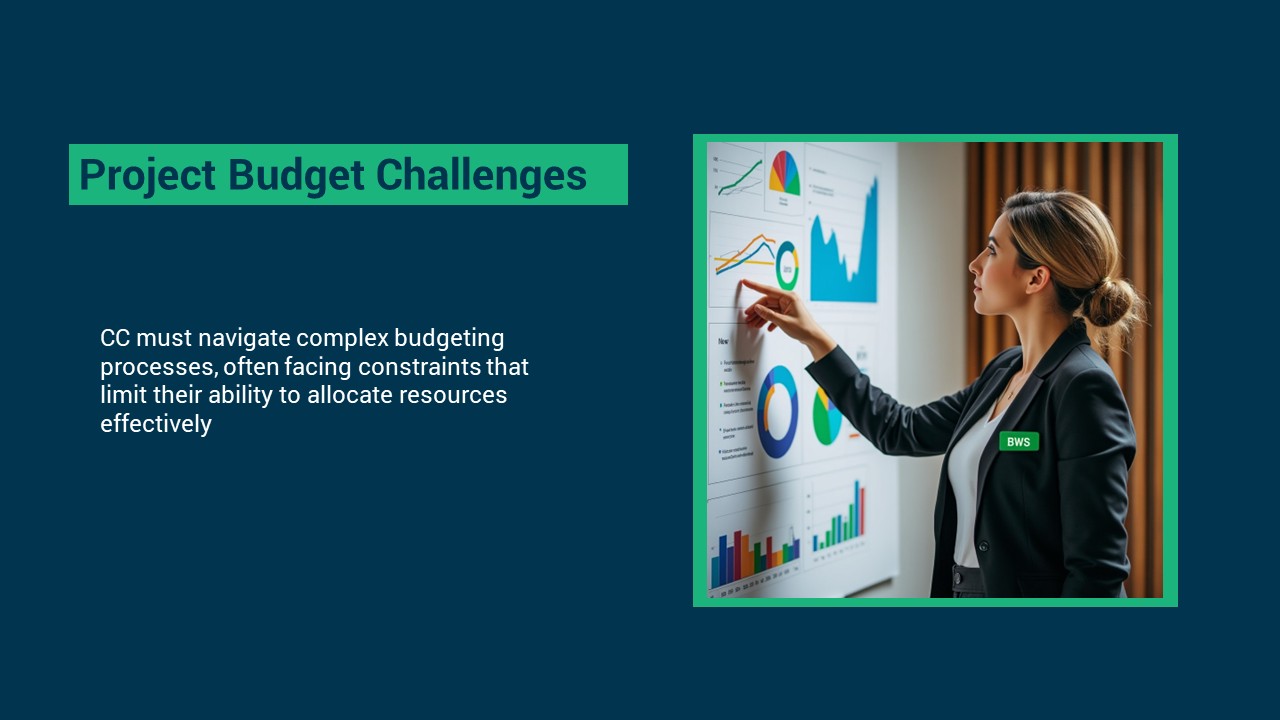 Project Budget Challenges
CC must navigate complex budgeting
processes, often facing constraints that
limit their ability to allocate resources
effectively
Now
BWS